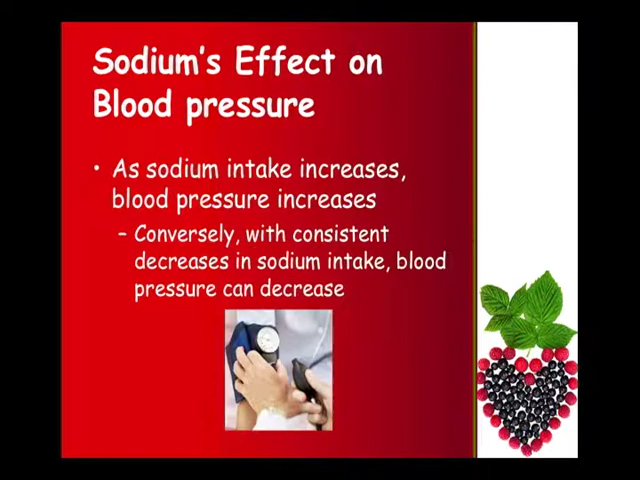 Sodium's Effect on
Blood pressure
• As sodium intake increases,
blood pressure increases
– Conversely, with consistent
decreases in sodium intake, blood
pressure can decrease